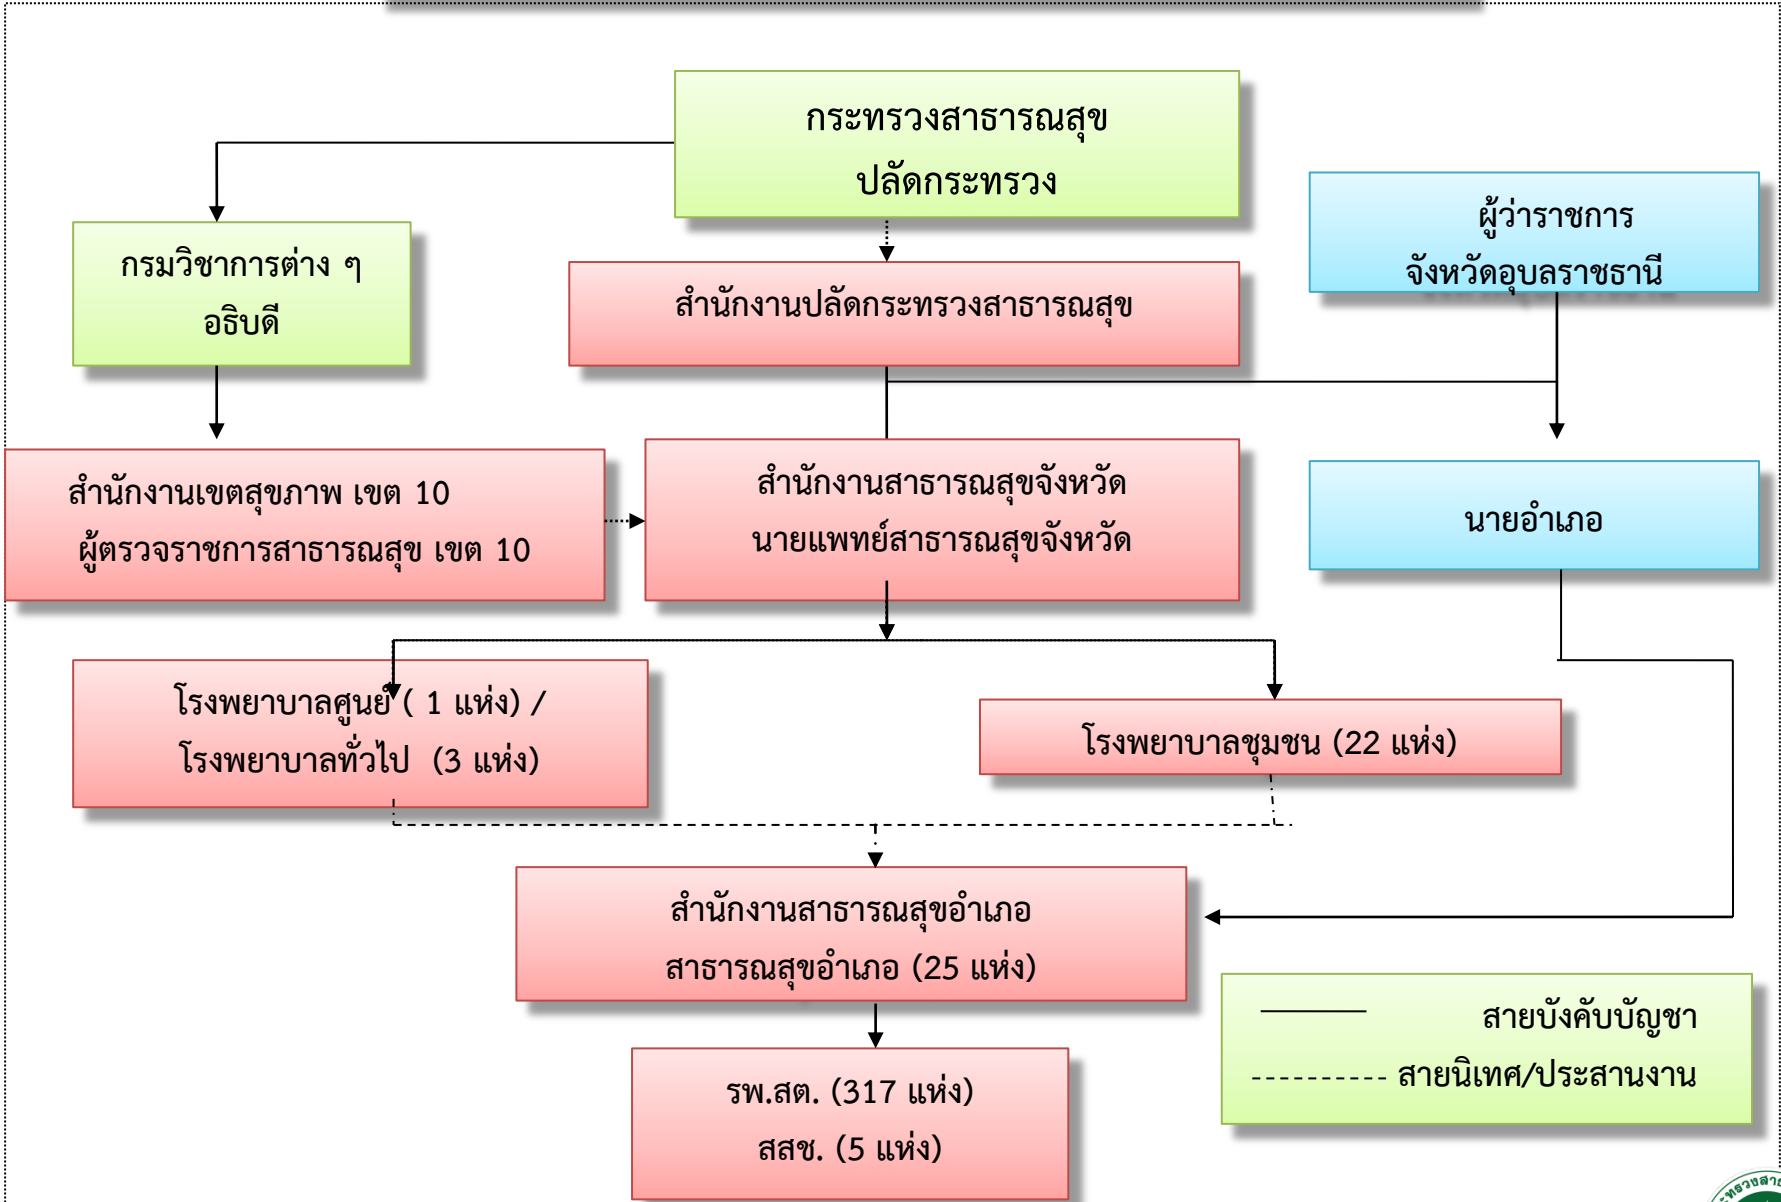 กระทรวงสาธารณสุข
ปลัดกระทรวง
ผู้ว่าราชการ
จังหวัดอุบลราชธานี
กรมวิชาการต่าง ๆ
อธิบดี
สำนักงานปลัดกระทรวงสาธารณสุข
สำนักงานเขตสุขภาพ เขต 10
ผู้ตรวจราชการสาธารณสุข เขต 10
สำนักงานสาธารณสุขจังหวัด
นายแพทย์สาธารณสุขจังหวัด
นายอำเภอ
โรงพยาบาลศูนย์ ( 1 แห่ง) /
โรงพยาบาลทั่วไป (3 แห่ง)
โรงพยาบาลชุมชน (22 แห่ง)
สำนักงานสาธารณสุขอำเภอ
สาธารณสุขอำเภอ (25 แห่ง)
รพ.สต. (317 แห่ง)
สสช. (5 แห่ง)
สายบังคับบัญชา
สายนิเทศ/ประสานงาน